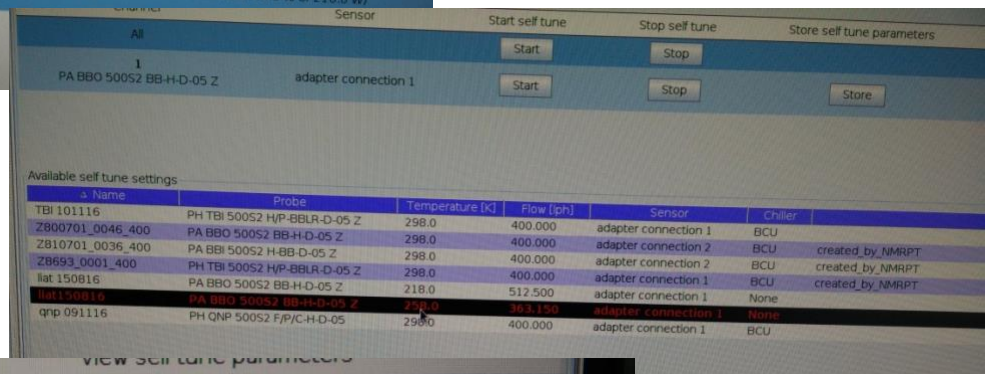 Sensor Start self tune Stop self tune Store self tune parameters
All Start Stop
1
PA BBO 500S2 BB-H-D-05 Z adapter connection 1 Start Stop Store
Available self tune settings
Name Probe Temperature [K] Flow [lph] Sensor Chiller
TBI 101116 PH TBI 500S2 H/P-BBLR-D-05 Z 298.0 400.000 adapter connection 1 BCU
Z800701_0046_400 PA BBO 500S2 BB-H-D-05 Z 298.0 400.000 adapter connection 2 BCU created_by_NMRPT
Z810701_0036_400 PA BBI 500S2 H-BB-D-05 Z 298.0 400.000 adapter connection 2 BCU created_by_NMRPT
Z8693_0001_400 PH TBI 500S2 H/P-BBLR-D-05 Z 298.0 400.000 adapter connection 1 BCU created_by_NMRPT
liat 150816 PA BBO 500S2 BB-H-D-05 Z 218.0 512.500 adapter connection 1 None
liat150816 PA BBO 500S2 BB-H-D-05 Z 258.0 363.150 adapter connection 1 None
qnp 091116 PH QNP 500S2 F/P/C-H-D-05 298.0 400.000 adapter connection 1 BCU
view self tune parameters